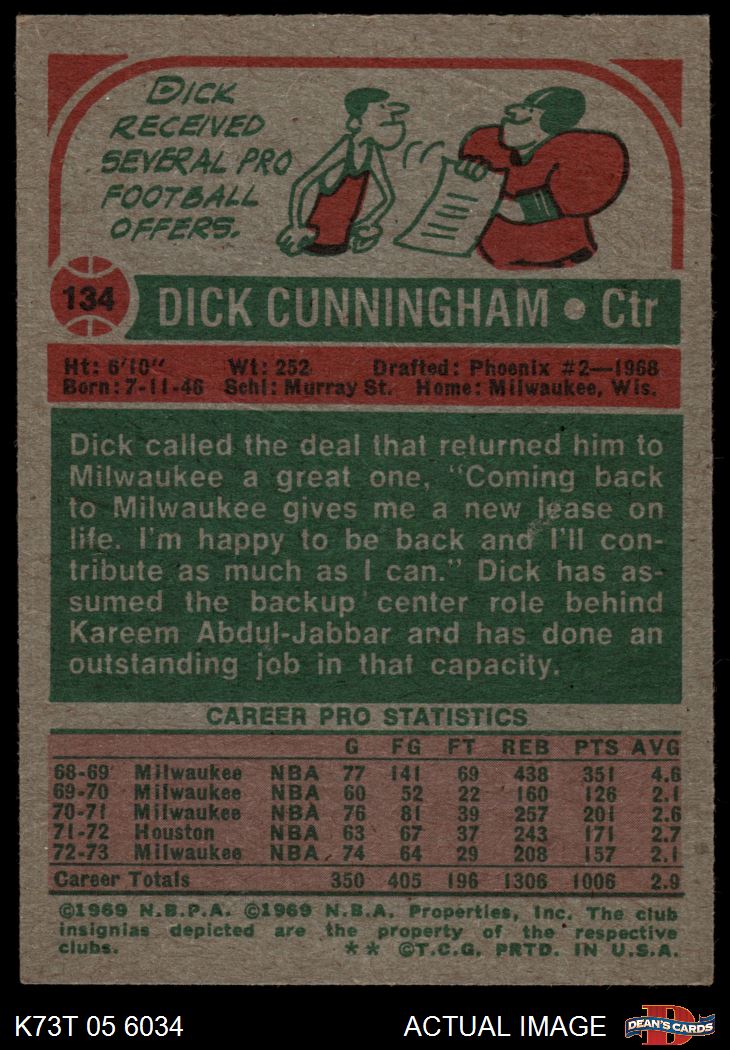 DICK
RECEIVED
SEVERAL PRO
FOOTBALL
OFFERS.
134
DICK CUNNINGHAM • Ctr
Ht: 6'10" Wt: 252 Drafted: Phoenix #2—1968
Born: 7-11-46 Schl: Murray St. Home: Milwaukee, Wis.
Dick called the deal that returned him to
Milwaukee a great one, "Coming back
to Milwaukee gives me a new lease on
life. I'm happy to be back and I'll con-
tribute as much as I can." Dick has as-
sumed the backup center role behind
Kareem Abdul-Jabbar and has done an
outstanding job in that capacity.
CAREER PRO STATISTICS
G FG FT REB PTS AVG
68-69 Milwaukee NBA 77 141 69 438 351 4.6
69-70 Milwaukee NBA 60 52 22 160 126 2.1
70-71 Milwaukee NBA 76 81 39 257 201 2.6
71-72 Houston NBA 63 67 37 243 171 2.7
72-73 Milwaukee NBA 74 64 29 208 157 2.1
Career Totals 350 405 196 1306 1006 2.9
©1969 N.B.P.A. ©1969 N.B.A. Properties, Inc. The club
insignias depicted are the property of the respective
clubs. ** ©T.C.G. PRTD. IN U.S.A.
K73T 05 6034 ACTUAL IMAGE D DEAN'S CARDS